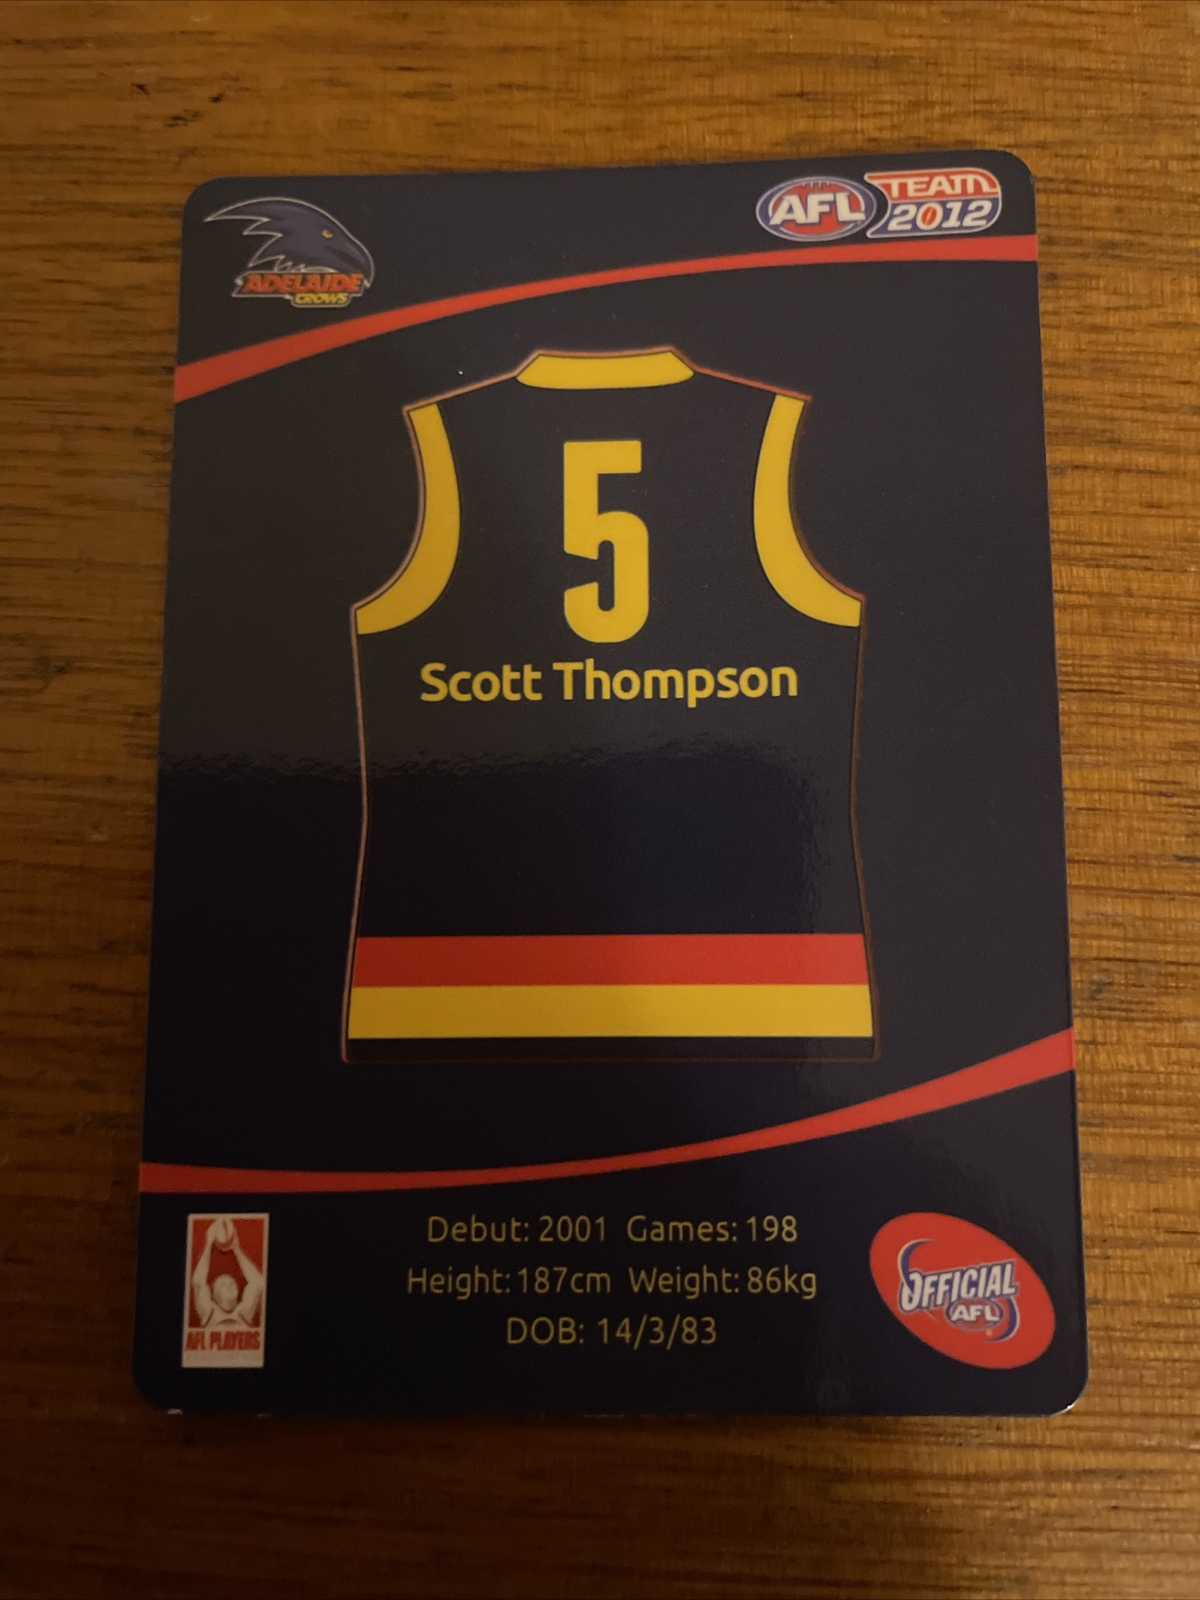 ADELAIDE
CROWS
AFL
TEAM
2012
5
Scott Thompson
Debut: 2001 Games: 198
Height: 187cm Weight: 86kg
DOB: 14/3/83
AFL PLAYERS
OFFICIAL
AFL